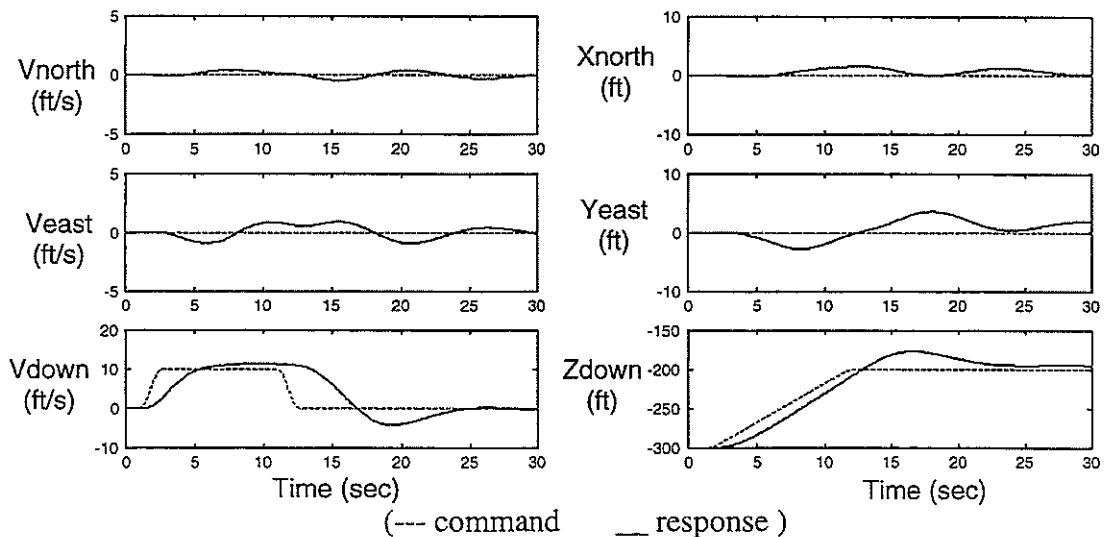 5
Vnorth
(ft/s)
0
-5
0 5 10 15 20 25 30
10
Xnorth
(ft)
0
-10
0 5 10 15 20 25 30
5
Veast
(ft/s)
0
-5
0 5 10 15 20 25 30
10
Yeast
(ft)
0
-10
0 5 10 15 20 25 30
20
Vdown
(ft/s)
10
0
-10
0 5 10 15 20 25 30
Time (sec)
-150
Zdown
(ft)
-200
-250
-300
0 5 10 15 20 25 30
Time (sec)
(--- command __ response )